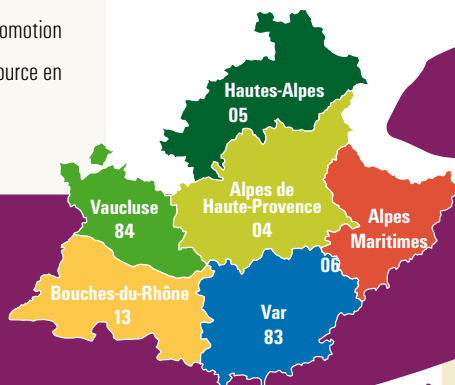 omotion
ource en
Hautes-Alpes
05
Alpes de
Haute-Provence
04
Vaucluse
84
Alpes
Maritimes
06
Bouches-du-Rhône
13
Var
83